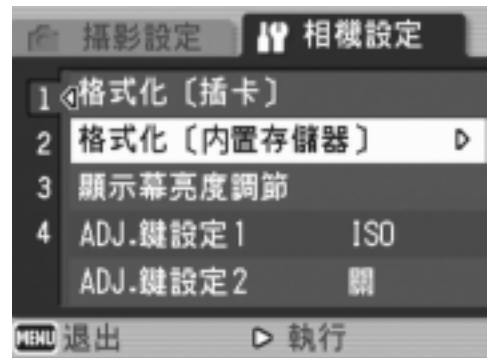 攝影設定 相機設定
1 格式化〔插卡〕
2 格式化〔内置存儲器〕
3 顯示幕亮度調節
4 ADJ.鍵設定1 ISO
ADJ.鍵設定2 關
MENU 退出 執行